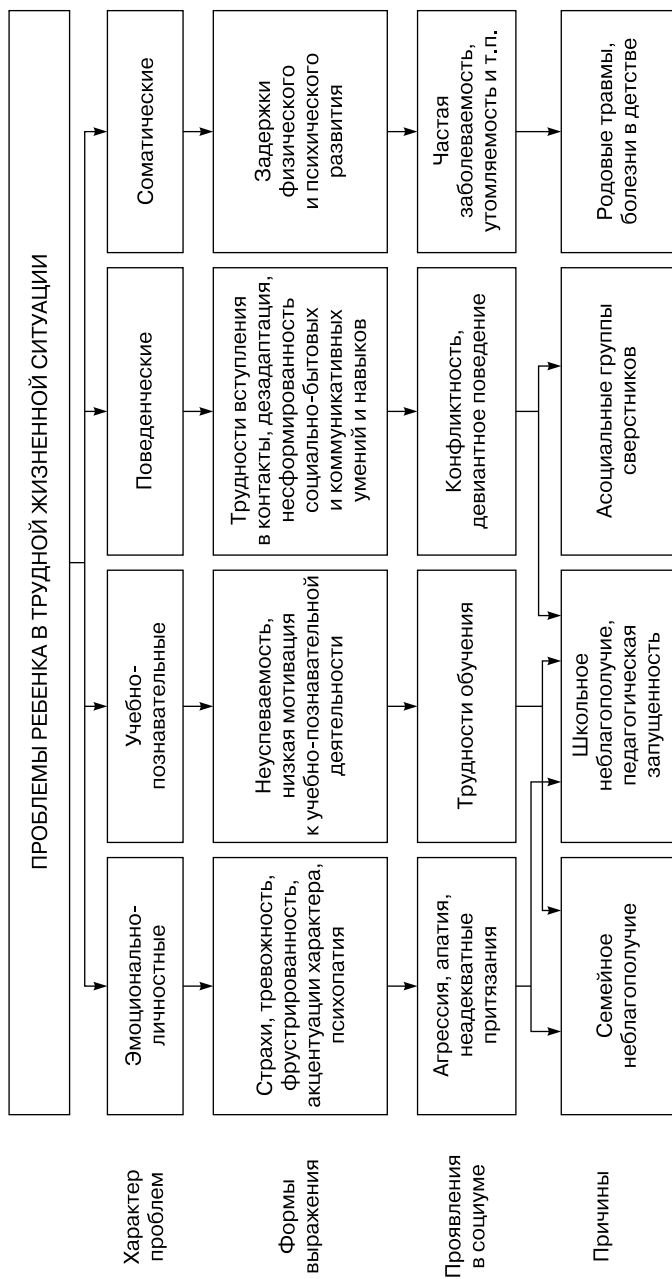 ПРОБЛЕМЫ РЕБЕНКА В ТРУДНОЙ ЖИЗНЕННОЙ СИТУАЦИИ
Характер
проблем
Эмоционально-
личностные
Учебно-
познавательные
Поведенческие
Соматические
Формы
выражения
Страхи, тревожность,
фрустрированность,
акцентуации характера,
психопатия
Неуспеваемость,
низкая мотивация
к учебно-познавательной
деятельности
Трудности вступления
в контакты, дезадаптация,
несформированность
социально-бытовых
и коммуникативных
умений и навыков
Задержки
физического
и психического
развития
Проявления
в социуме
Агрессия, апатия,
неадекватные
притязания
Трудности обучения
Конфликтность,
девиантное поведение
Частая
заболеваемость,
утомляемость и т.п.
Причины
Семейное
неблагополучие
Школьное
неблагополучие,
педагогическая
запущенность
Асоциальные группы
сверстников
Родовые травмы,
болезни в детстве